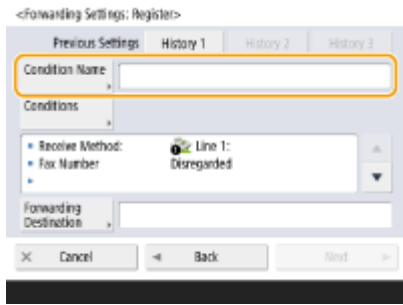 <Forwarding Settings: Register>
Previous Settings History 1 History 2 History 3
Condition Name
Conditions
Receive Method: Line 1:
Fax Number Disregarded
Forwarding
Destination
Cancel Back Next